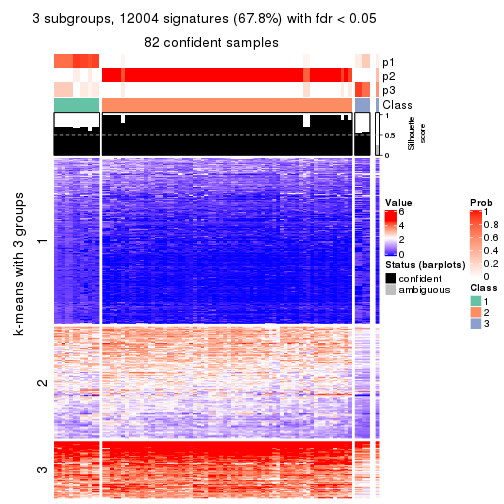 3 subgroups, 12004 signatures (67.8%) with fdr < 0.05
82 confident samples
p1
p2
p3
Class
1
0.5
0
Silhouette
score
k-means with 3 groups
1
2
3
Value
6
4
2
0
Status (barplots)
confident
ambiguous
Prob
1
0.8
0.6
0.4
0.2
0
Class
1
2
3